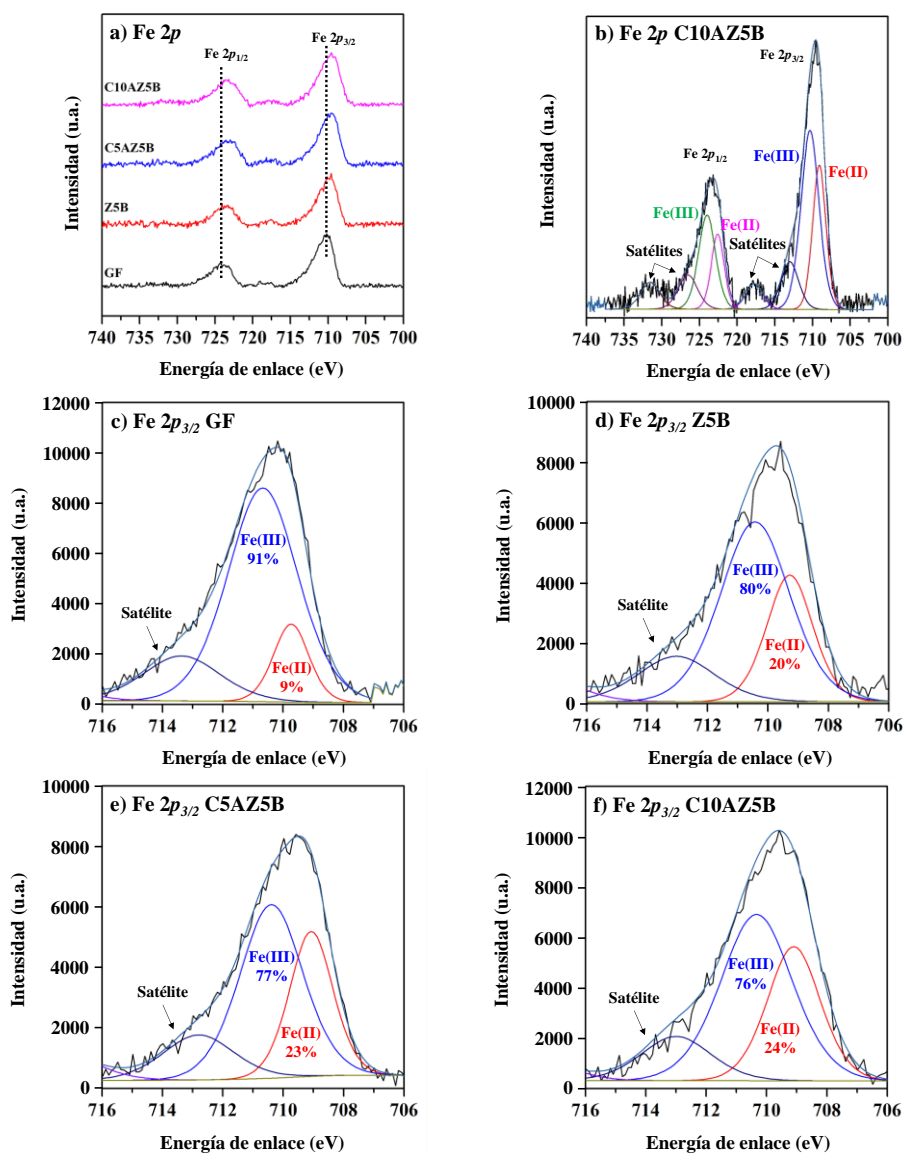 a) Fe 2p
Fe 2p1/2
Fe 2p3/2
C10AZ5B
C5AZ5B
Z5B
GF
Intensidad (u.a.)
740 735 730 725 720 715 710 705 700
Energía de enlace (eV)
b) Fe 2p C10AZ5B
Fe 2p3/2
Fe 2p1/2
Fe(III)
Fe(II)
Fe(III)
Fe(II)
Satélites
Satélites
Intensidad (u.a.)
740 735 730 725 720 715 710 705 700
Energía de enlace (eV)
c) Fe 2p3/2 GF
12000
10000
8000
6000
4000
2000
0
Fe(III)
91%
Satélite
Fe(II)
9%
Intensidad (u.a.)
716 714 712 710 708 706
Energía de enlace (eV)
d) Fe 2p3/2 Z5B
10000
8000
6000
4000
2000
0
Fe(III)
80%
Satélite
Fe(II)
20%
Intensidad (u.a.)
716 714 712 710 708 706
Energía de enlace (eV)
e) Fe 2p3/2 C5AZ5B
10000
8000
6000
4000
2000
0
Fe(III)
77%
Satélite
Fe(II)
23%
Intensidad (u.a.)
716 714 712 710 708 706
Energía de enlace (eV)
f) Fe 2p3/2 C10AZ5B
12000
10000
8000
6000
4000
2000
0
Fe(III)
76%
Satélite
Fe(II)
24%
Intensidad (u.a.)
716 714 712 710 708 706
Energía de enlace (eV)